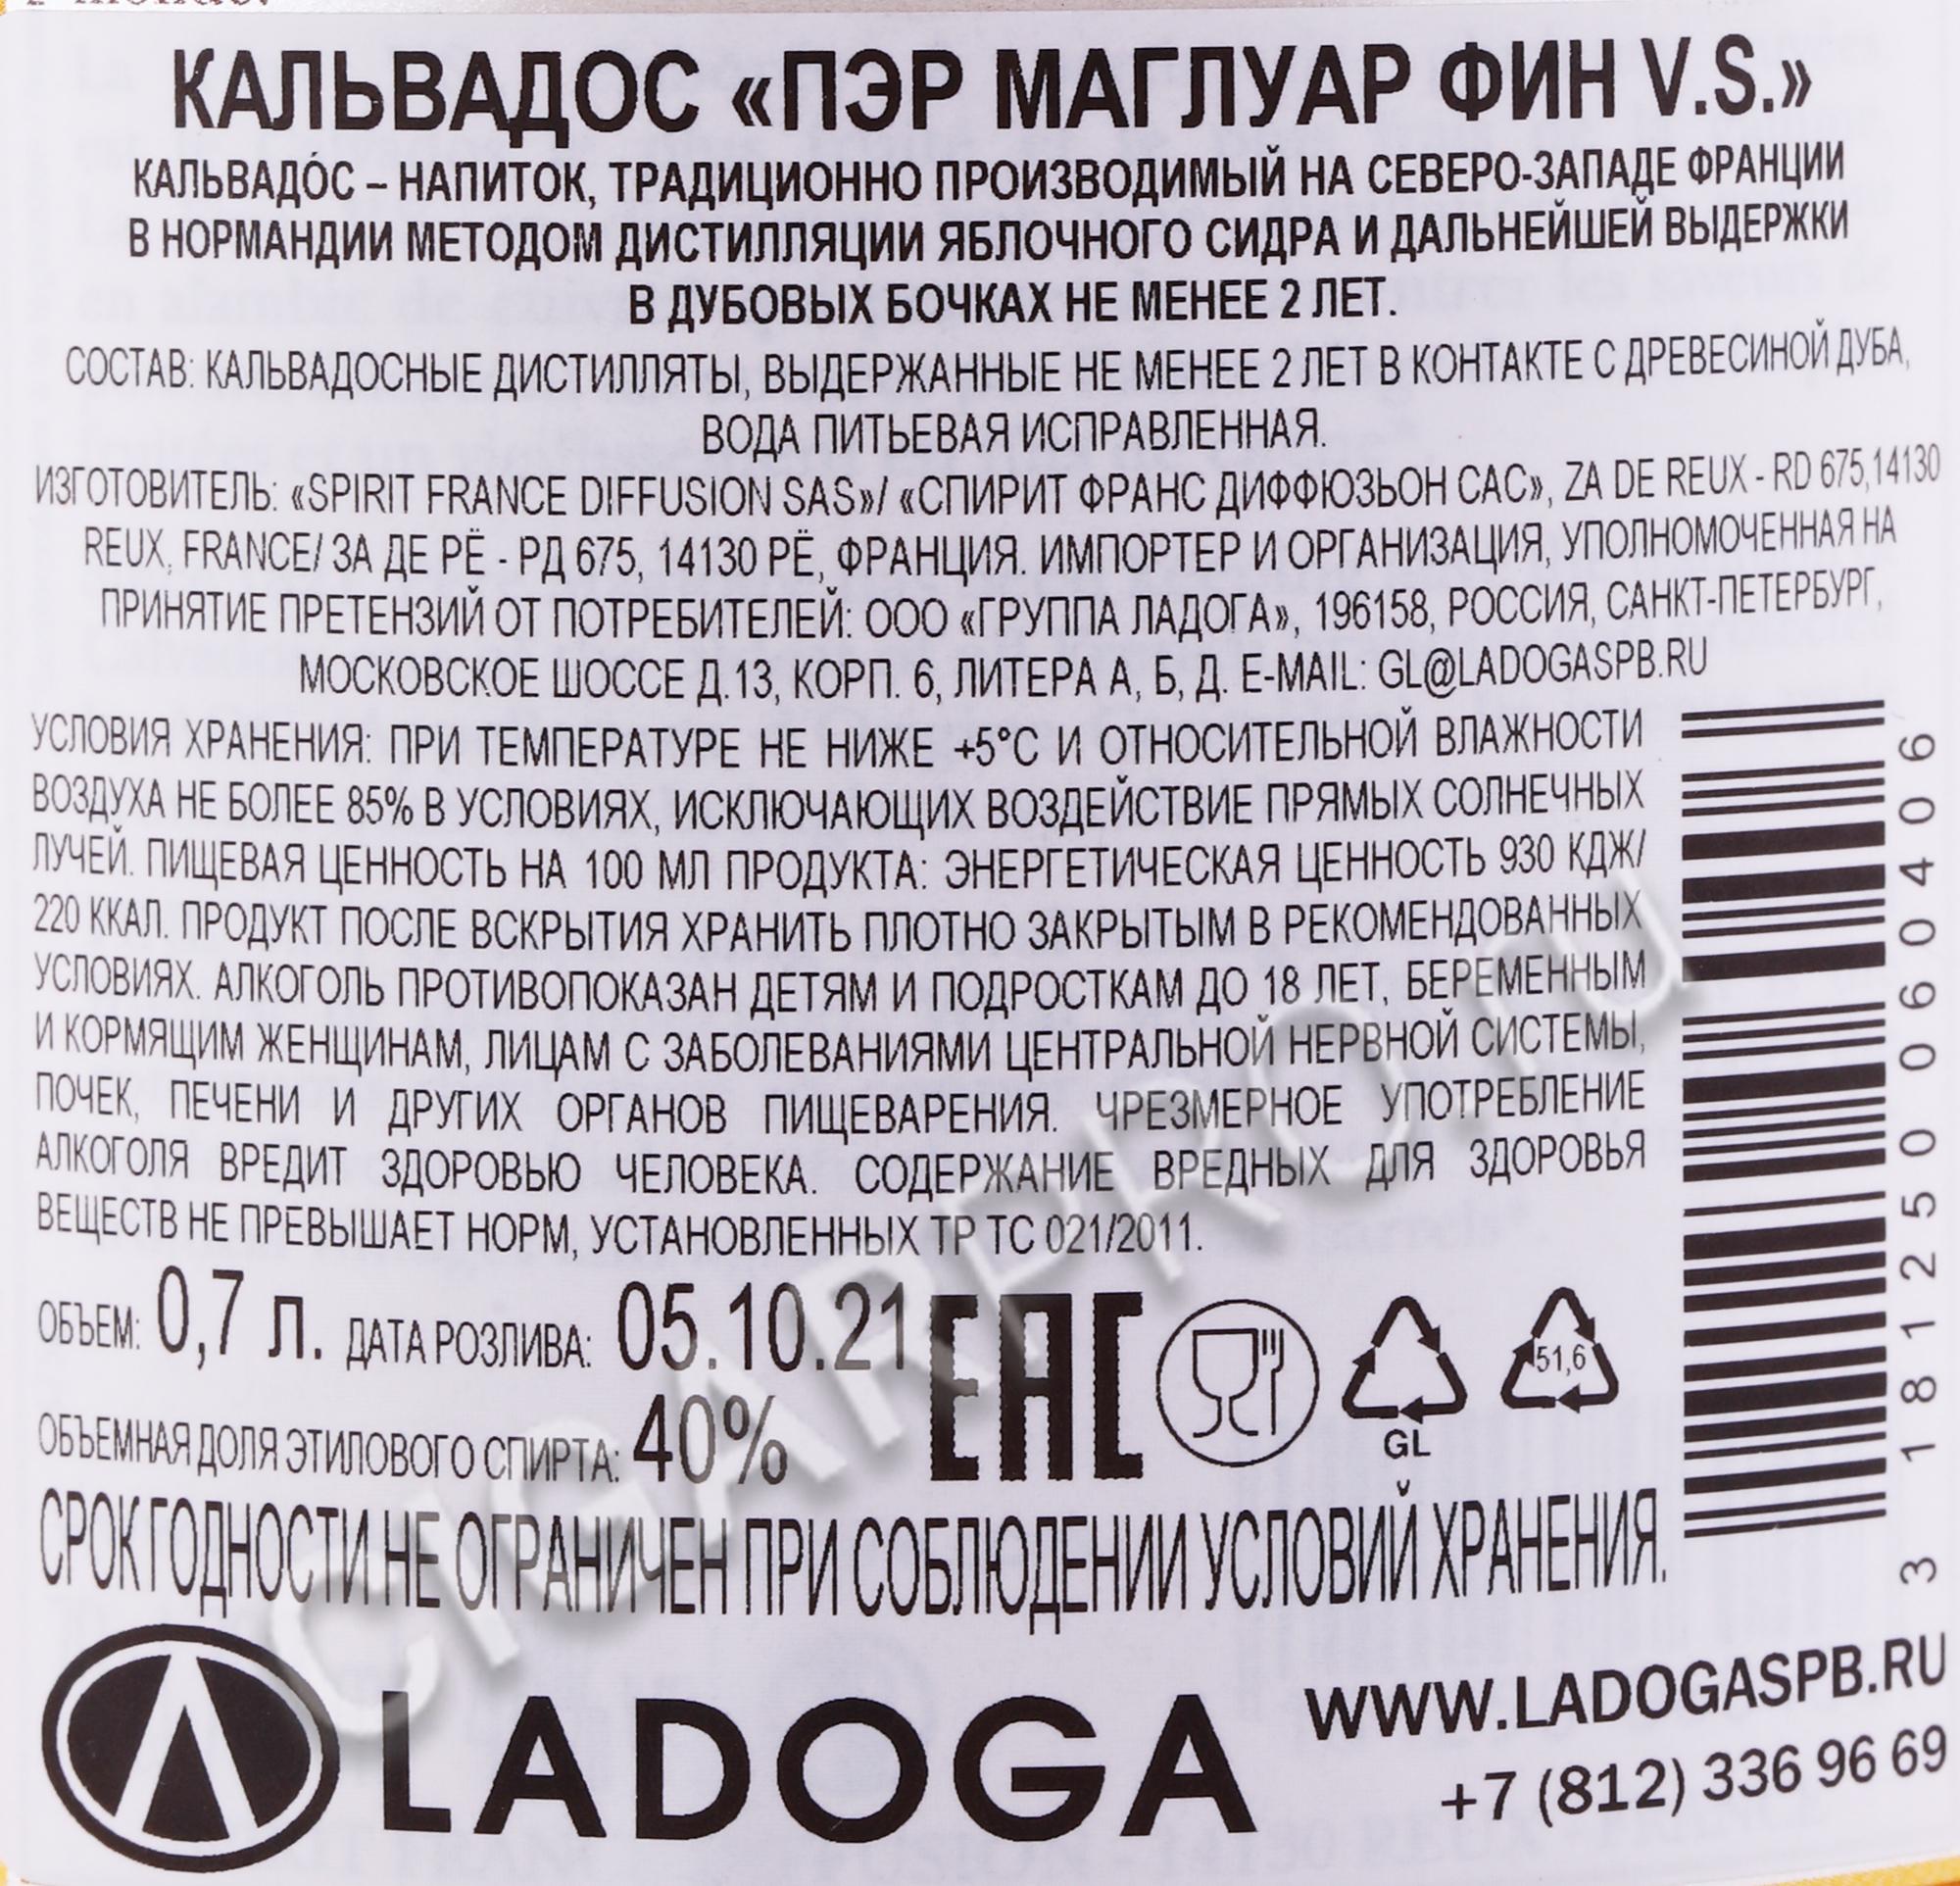 КАЛЬВАДОС «ПЭР МАГЛУАР ФИН V.S.»
КАЛЬВАДО́С – НАПИТОК, ТРАДИЦИОННО ПРОИЗВОДИМЫЙ НА СЕВЕРО-ЗАПАДЕ ФРАНЦИИ
В НОРМАНДИИ МЕТОДОМ ДИСТИЛЛЯЦИИ ЯБЛОЧНОГО СИДРА И ДАЛЬНЕЙШЕЙ ВЫДЕРЖКИ
В ДУБОВЫХ БОЧКАХ НЕ МЕНЕЕ 2 ЛЕТ.
СОСТАВ: КАЛЬВАДОСНЫЕ ДИСТИЛЛЯТЫ, ВЫДЕРЖАННЫЕ НЕ МЕНЕЕ 2 ЛЕТ В КОНТАКТЕ С ДРЕВЕСИНОЙ ДУБА,
ВОДА ПИТЬЕВАЯ ИСПРАВЛЕННАЯ.
ИЗГОТОВИТЕЛЬ: «SPIRIT FRANCE DIFFUSION SAS»/ «СПИРИТ ФРАНС ДИФФЮЗЬОН САС», ZA DE REUX - RD 675,14130
REUX, FRANCE/ ЗА ДЕ РЁ - РД 675, 14130 РЁ, ФРАНЦИЯ. ИМПОРТЕР И ОРГАНИЗАЦИЯ, УПОЛНОМОЧЕННАЯ НА
ПРИНЯТИЕ ПРЕТЕНЗИЙ ОТ ПОТРЕБИТЕЛЕЙ: ООО «ГРУППА ЛАДОГА», 196158, РОССИЯ, САНКТ-ПЕТЕРБУРГ,
МОСКОВСКОЕ ШОССЕ Д.13, КОРП. 6, ЛИТЕРА А, Б, Д. E-MAIL: GL@LADOGASPB.RU
УСЛОВИЯ ХРАНЕНИЯ: ПРИ ТЕМПЕРАТУРЕ НЕ НИЖЕ +5°С И ОТНОСИТЕЛЬНОЙ ВЛАЖНОСТИ
ВОЗДУХА НЕ БОЛЕЕ 85% В УСЛОВИЯХ, ИСКЛЮЧАЮЩИХ ВОЗДЕЙСТВИЕ ПРЯМЫХ СОЛНЕЧНЫХ
ЛУЧЕЙ. ПИЩЕВАЯ ЦЕННОСТЬ НА 100 МЛ ПРОДУКТА: ЭНЕРГЕТИЧЕСКАЯ ЦЕННОСТЬ 930 КДЖ/
220 ККАЛ. ПРОДУКТ ПОСЛЕ ВСКРЫТИЯ ХРАНИТЬ ПЛОТНО ЗАКРЫТЫМ В РЕКОМЕНДОВАННЫХ
УСЛОВИЯХ. АЛКОГОЛЬ ПРОТИВОПОКАЗАН ДЕТЯМ И ПОДРОСТКАМ ДО 18 ЛЕТ, БЕРЕМЕННЫМ
И КОРМЯЩИМ ЖЕНЩИНАМ, ЛИЦАМ С ЗАБОЛЕВАНИЯМИ ЦЕНТРАЛЬНОЙ НЕРВНОЙ СИСТЕМЫ,
ПОЧЕК, ПЕЧЕНИ И ДРУГИХ ОРГАНОВ ПИЩЕВАРЕНИЯ. ЧРЕЗМЕРНОЕ УПОТРЕБЛЕНИЕ
АЛКОГОЛЯ ВРЕДИТ ЗДОРОВЬЮ ЧЕЛОВЕКА. СОДЕРЖАНИЕ ВРЕДНЫХ ДЛЯ ЗДОРОВЬЯ
ВЕЩЕСТВ НЕ ПРЕВЫШАЕТ НОРМ, УСТАНОВЛЕННЫХ ТР ТС 021/2011.
ОБЪЕМ: 0,7 Л. ДАТА РОЗЛИВА: 05.10.21
ОБЪЕМНАЯ ДОЛЯ ЭТИЛОВОГО СПИРТА: 40%
EAC
GL
51,6
СРОК ГОДНОСТИ НЕ ОГРАНИЧЕН ПРИ СОБЛЮДЕНИИ УСЛОВИЙ ХРАНЕНИЯ.
3 181250 060406
LADOGA
WWW.LADOGASPB.RU
+7 (812) 336 96 69
CIGARPRO.ru